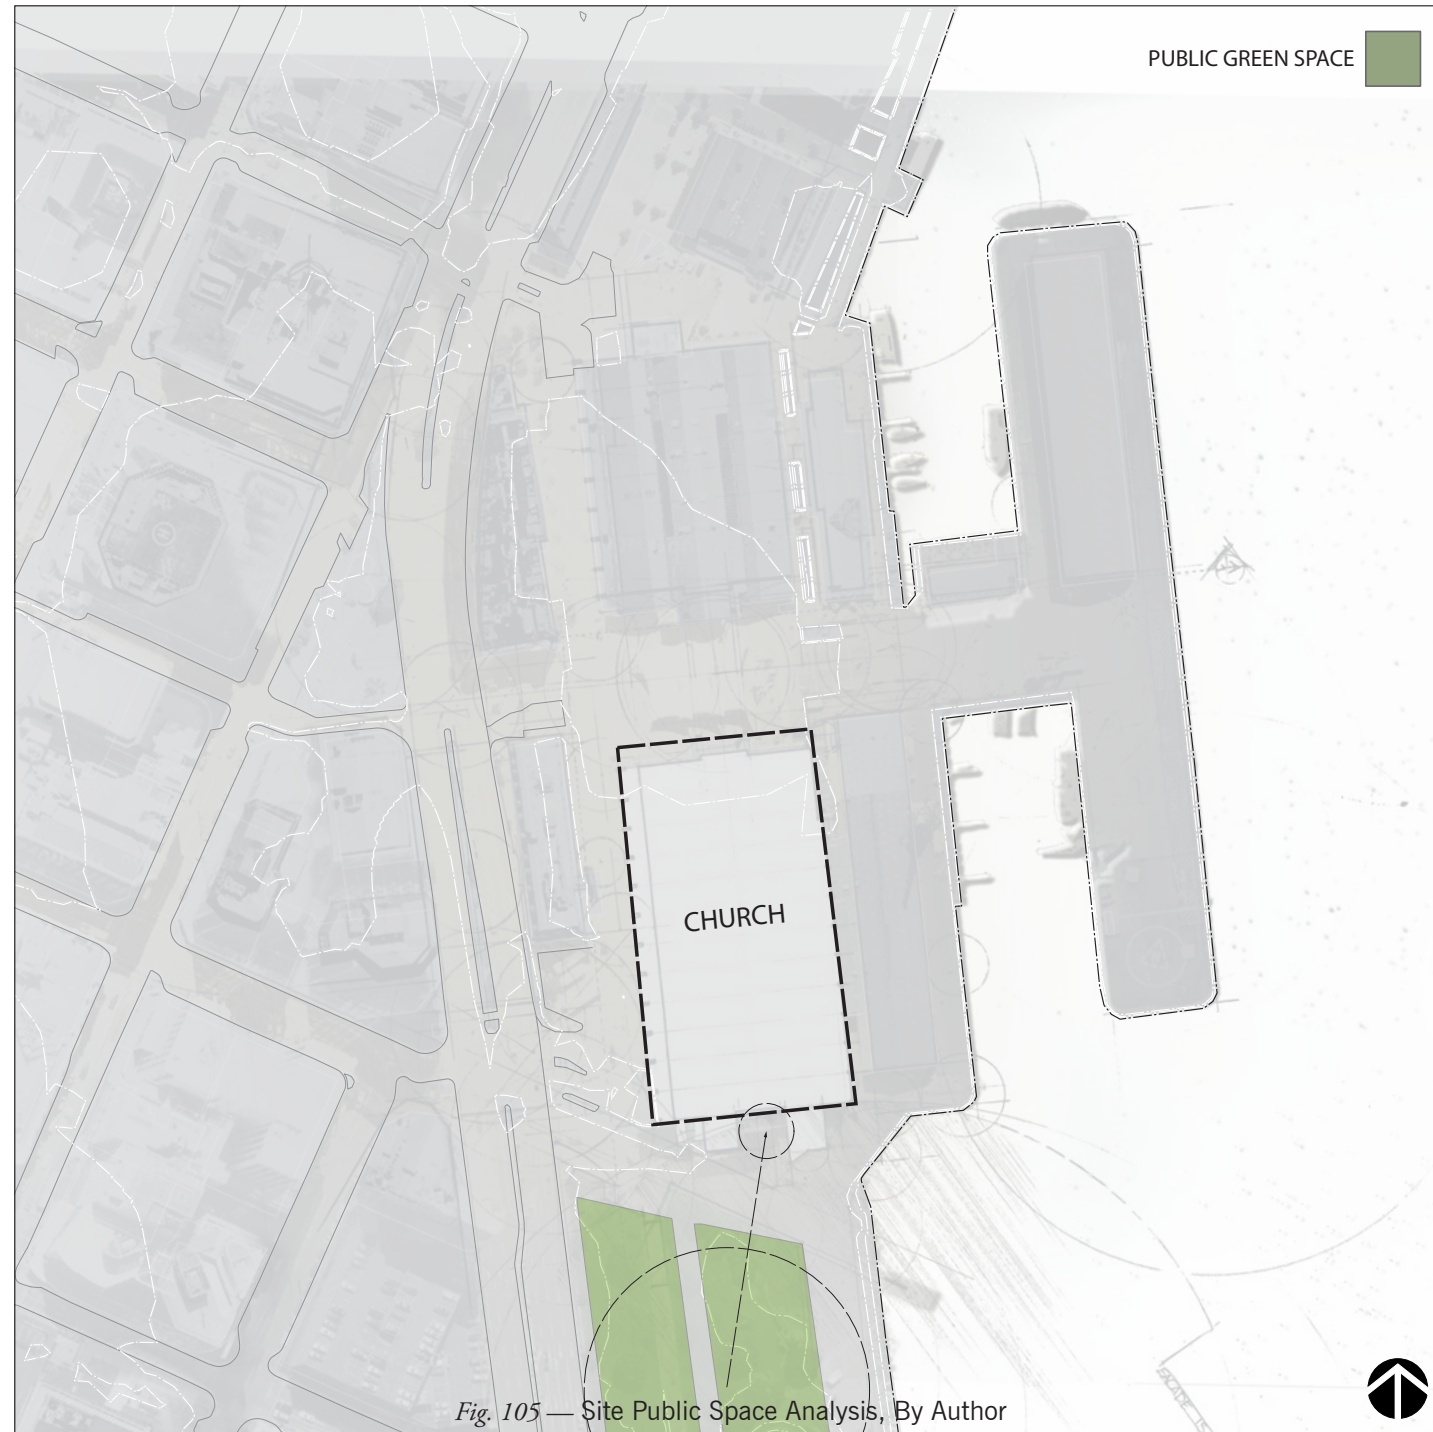 PUBLIC GREEN SPACE
CHURCH
Fig. 105 — Site Public Space Analysis, By Author